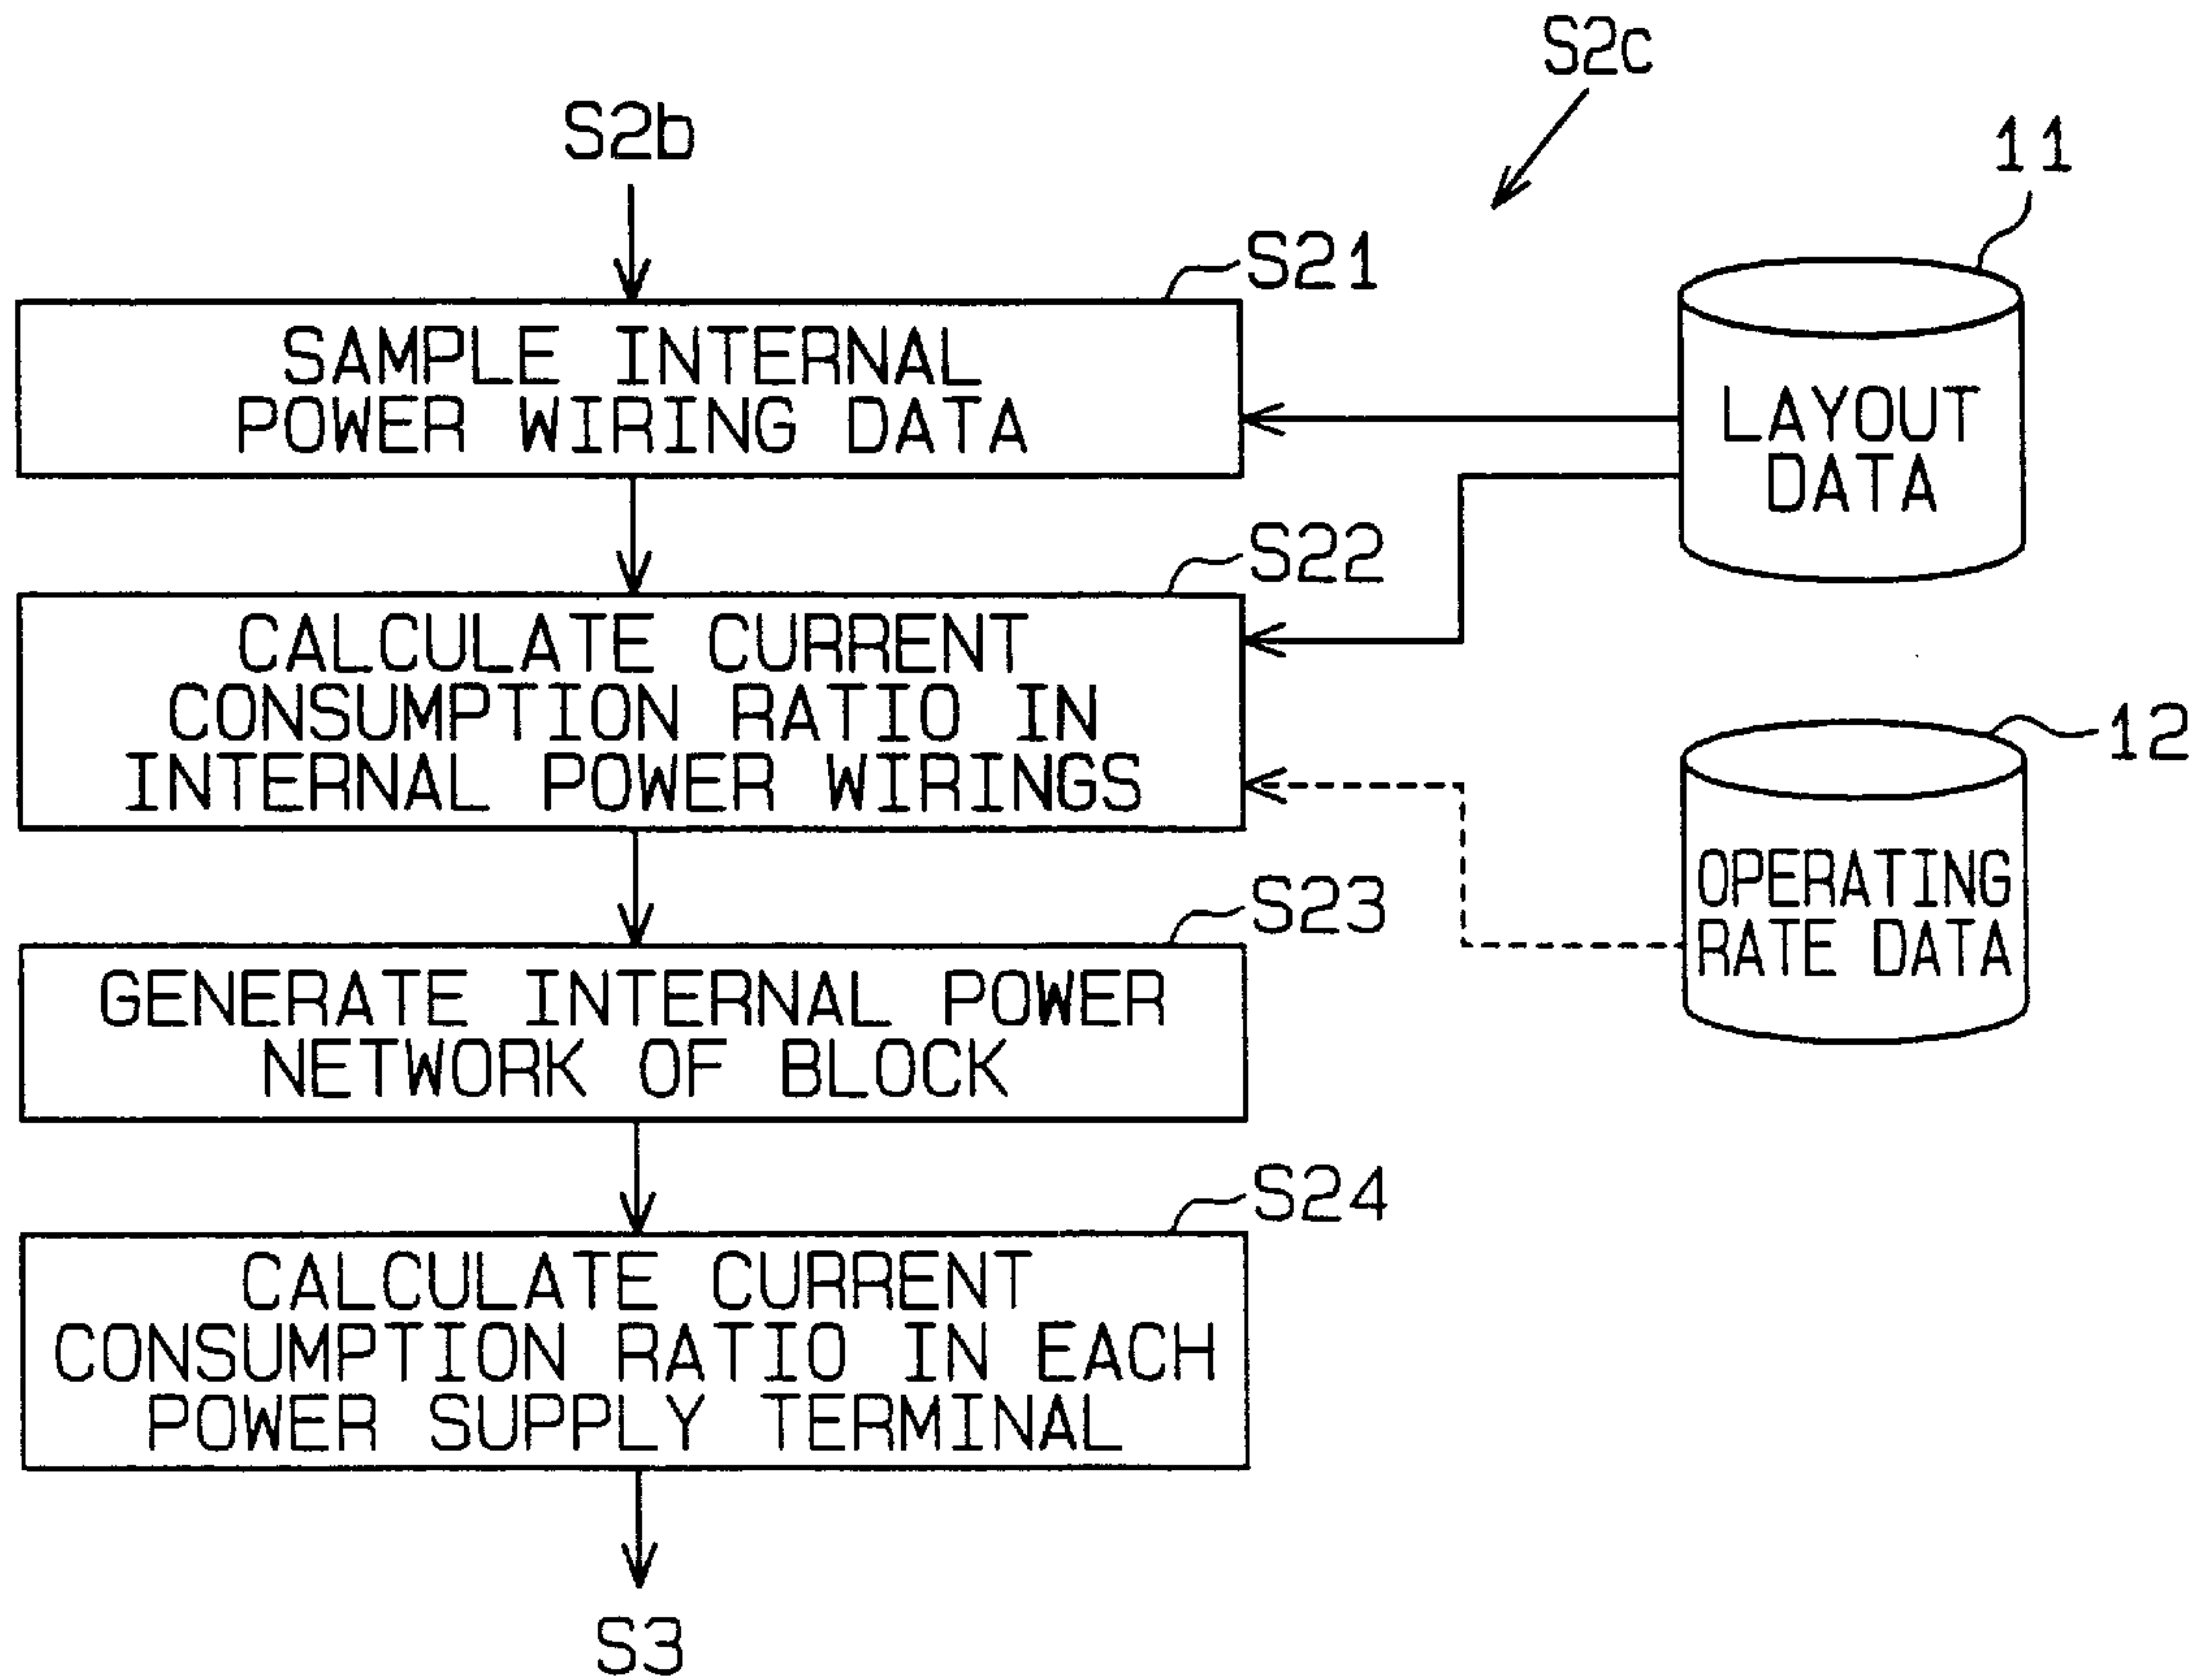 S2c
S2b
11
S21
SAMPLE INTERNAL
POWER WIRING DATA
LAYOUT
DATA
S22
CALCULATE CURRENT
CONSUMPTION RATIO IN
INTERNAL POWER WIRINGS
12
OPERATING
RATE DATA
S23
GENERATE INTERNAL POWER
NETWORK OF BLOCK
S24
CALCULATE CURRENT
CONSUMPTION RATIO IN EACH
POWER SUPPLY TERMINAL
S3